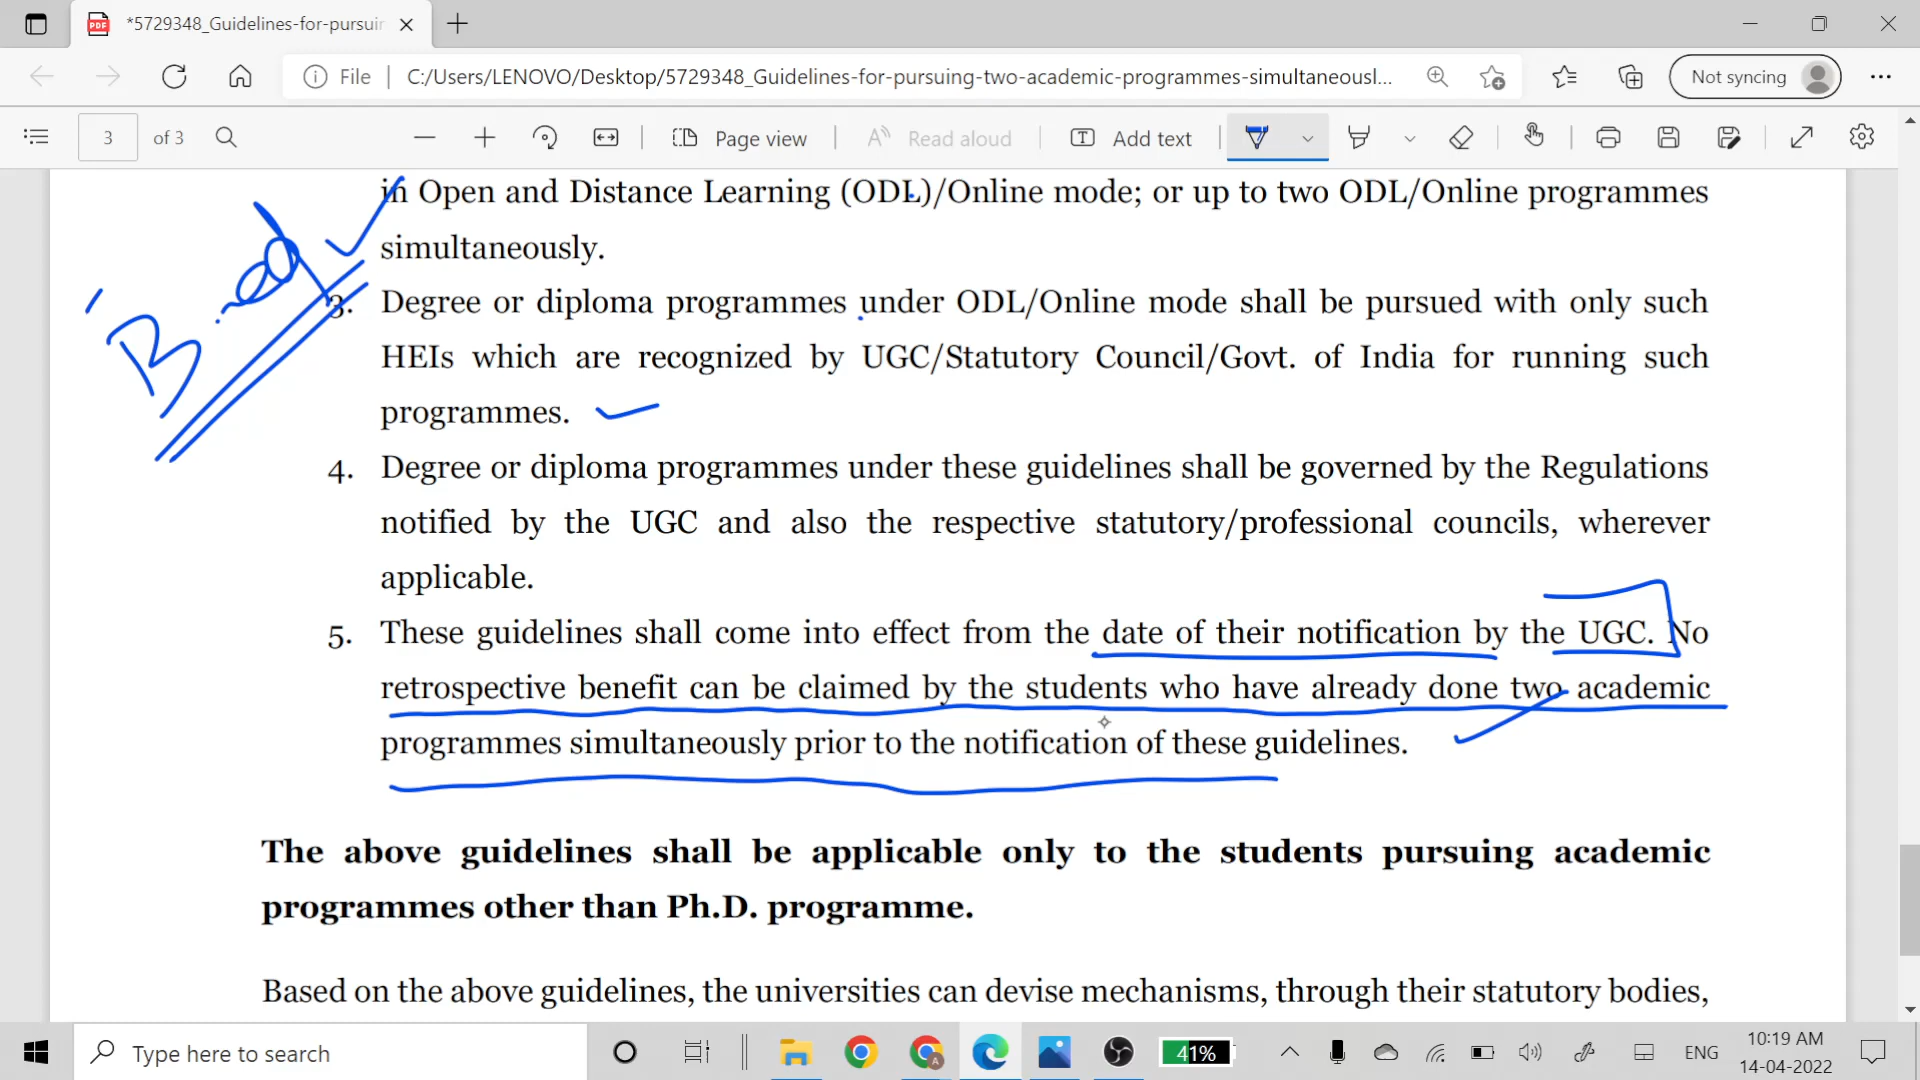 *5729348_Guidelines-for-pursuin
File
C:/Users/LENOVO/Desktop/5729348_Guidelines-for-pursuing-two-academic-programmes-simultaneousl...
Not syncing
3 of 3
Page view
Read aloud
Add text
in Open and Distance Learning (ODL)/Online mode; or up to two ODL/Online programmes
simultaneously.
B.ed
3. Degree or diploma programmes under ODL/Online mode shall be pursued with only such
HEIs which are recognized by UGC/Statutory Council/Govt. of India for running such
programmes.
4. Degree or diploma programmes under these guidelines shall be governed by the Regulations
notified by the UGC and also the respective statutory/professional councils, wherever
applicable.
5. These guidelines shall come into effect from the date of their notification by the UGC. No
retrospective benefit can be claimed by the students who have already done two academic
programmes simultaneously prior to the notification of these guidelines.
The above guidelines shall be applicable only to the students pursuing academic
programmes other than Ph.D. programme.
Based on the above guidelines, the universities can devise mechanisms, through their statutory bodies,
Type here to search
41%
ENG
10:19 AM
14-04-2022